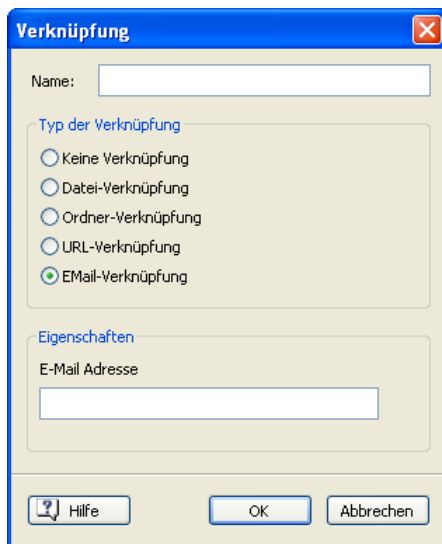 Verknüpfung
Name:
Typ der Verknüpfung
Keine Verknüpfung
Datei-Verknüpfung
Ordner-Verknüpfung
URL-Verknüpfung
EMail-Verknüpfung
Eigenschaften
E-Mail Adresse
Hilfe OK Abbrechen